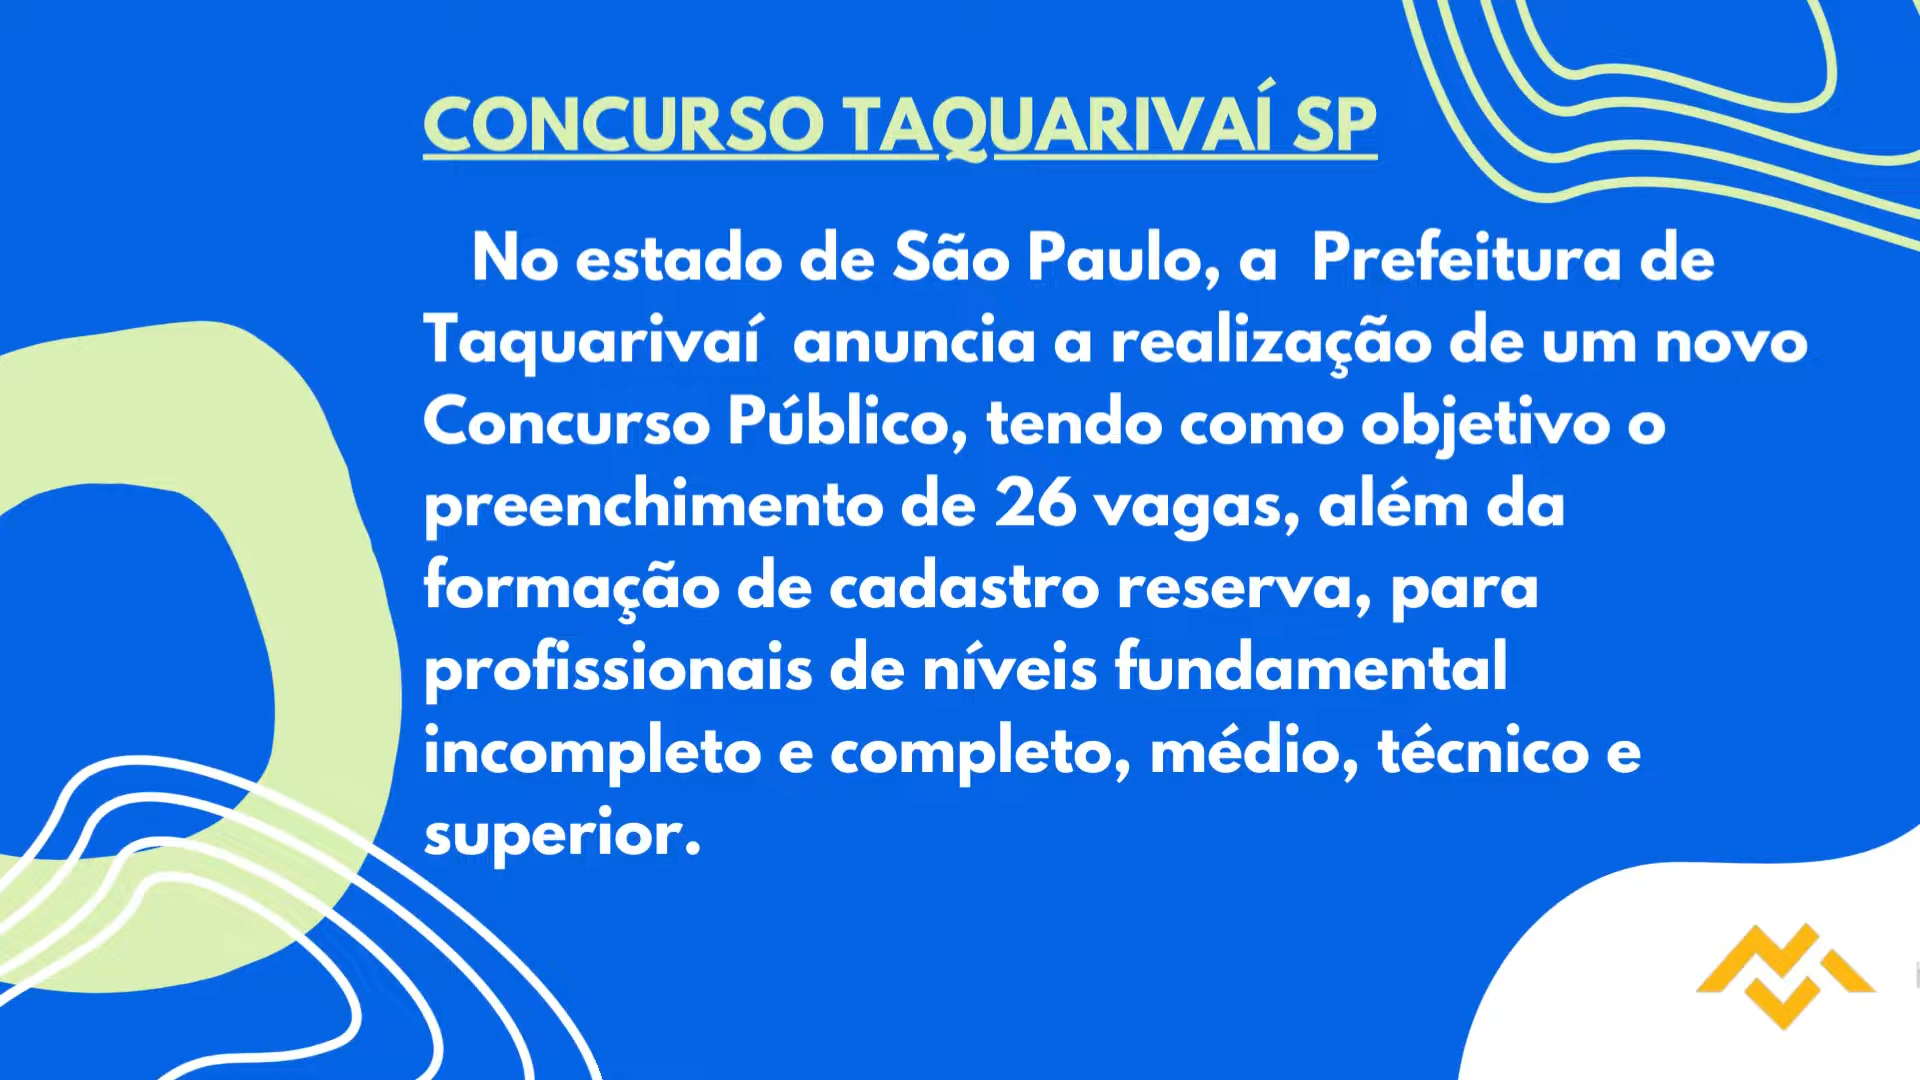 CONCURSO TAQUARIVAÍ SP
No estado de São Paulo, a Prefeitura de
Taquarivaí anuncia a realização de um novo
Concurso Público, tendo como objetivo o
preenchimento de 26 vagas, além da
formação de cadastro reserva, para
profissionais de níveis fundamental
incompleto e completo, médio, técnico e
superior.